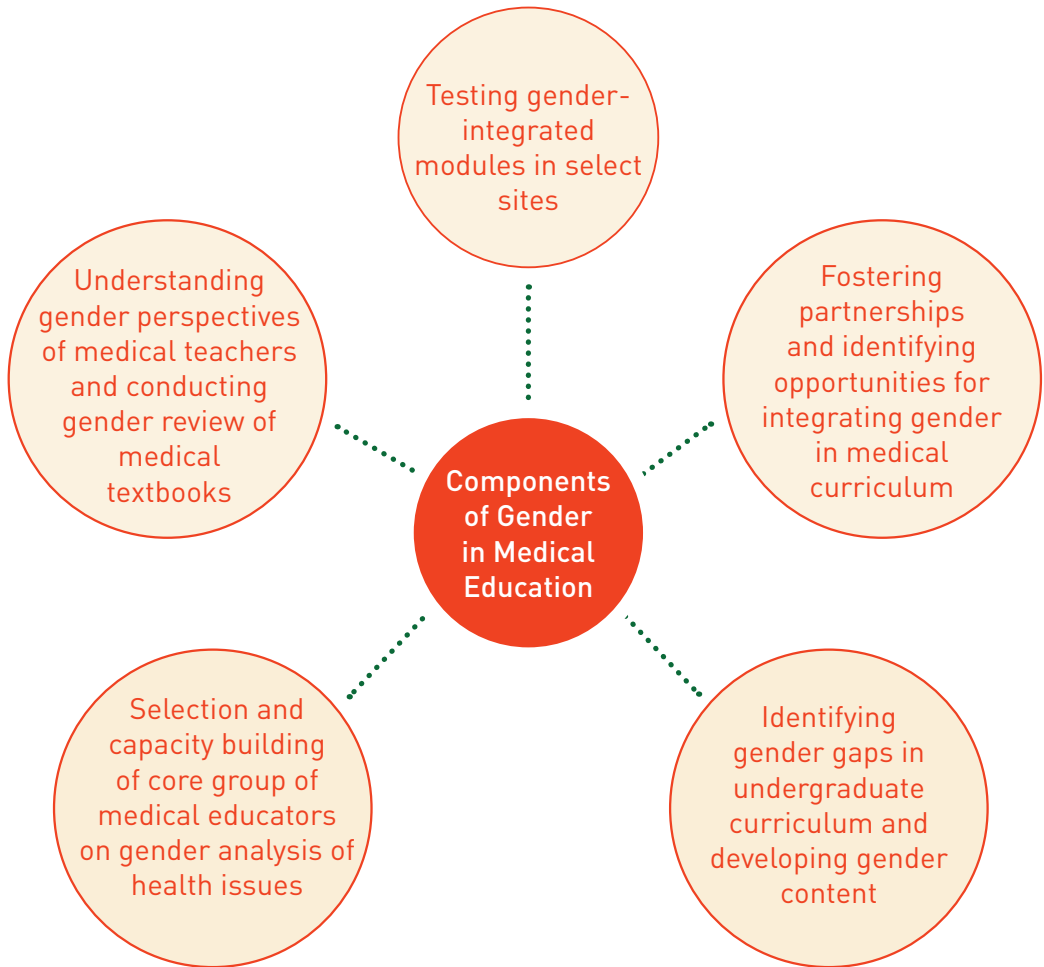 Testing gender-
integrated
modules in select
sites
Understanding
gender perspectives
of medical teachers
and conducting
gender review of
medical
textbooks
Fostering
partnerships
and identifying
opportunities for
integrating gender
in medical
curriculum
Components
of Gender
in Medical
Education
Selection and
capacity building
of core group of
medical educators
on gender analysis of
health issues
Identifying
gender gaps in
undergraduate
curriculum and
developing gender
content